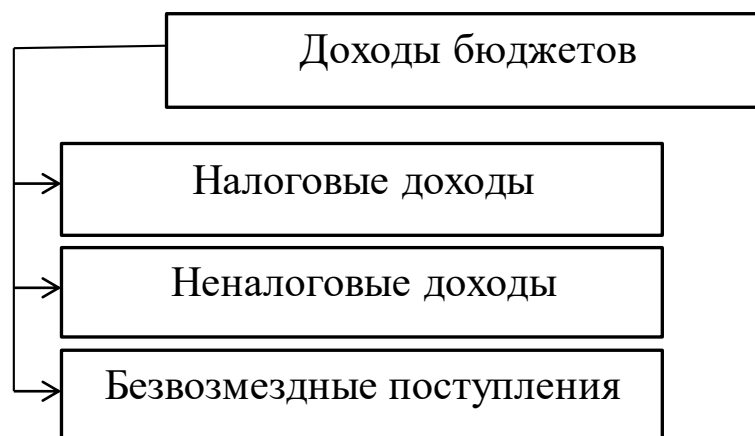 Доходы бюджетов
Налоговые доходы
Неналоговые доходы
Безвозмездные поступления